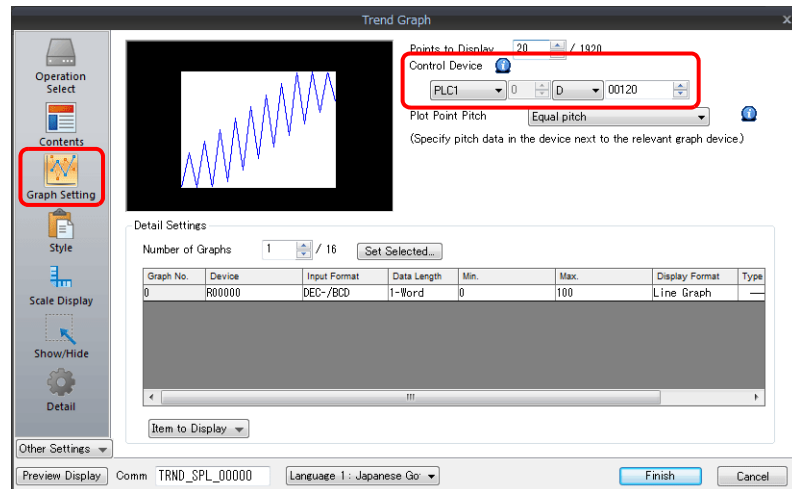 Trend Graph
x
Operation
Select
Contents
Graph Setting
Style
Scale Display
Show/Hide
Detail
Other Settings
Points to Display 20 / 1920
Control Device
PLC1 0 D 00120
Plot Point Pitch Equal pitch
(Specify pitch data in the device next to the relevant graph device.)
Detail Settings
Number of Graphs 1 / 16 Set Selected...
Graph No. Device Input Format Data Length Min. Max. Display Format Type
0 R00000 DEC-/BCD 1-Word 0 100 Line Graph —
Item to Display
Preview Display Comm TRND_SPL_00000 Language 1 : Japanese Go Finish Cancel